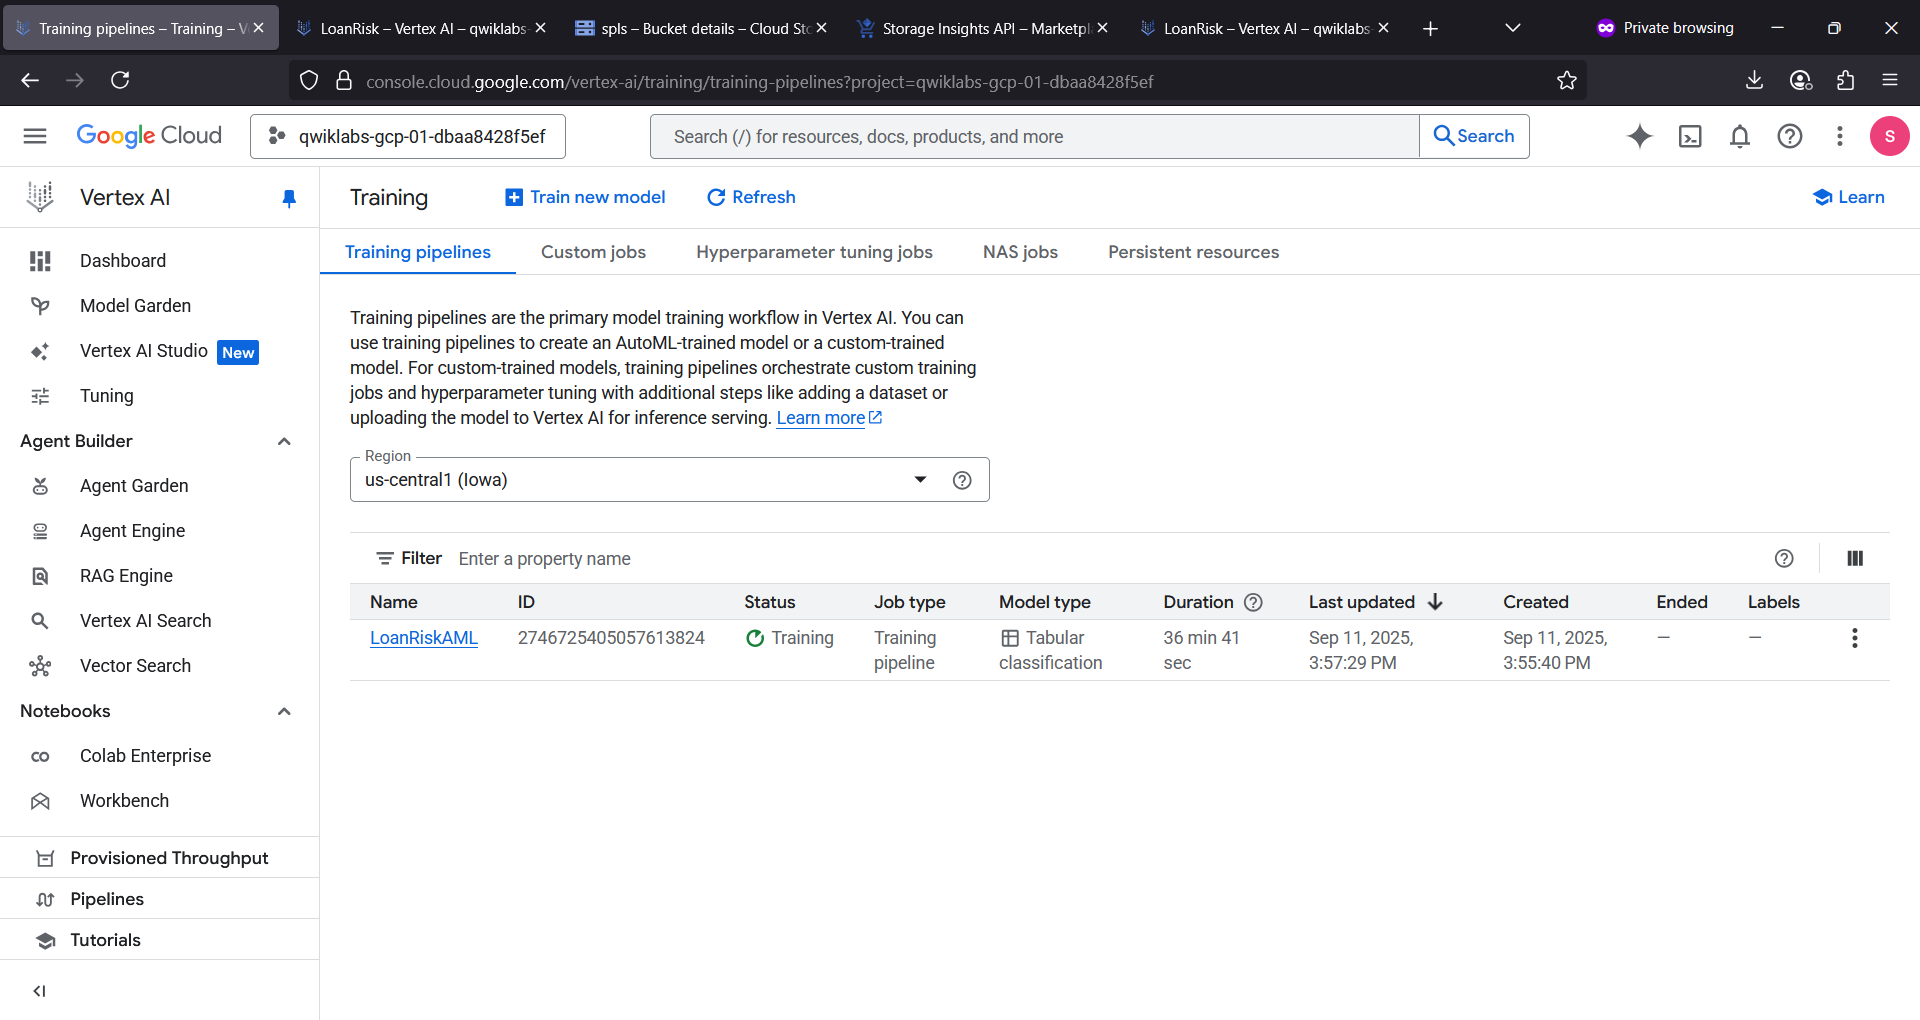 Training pipelines – Training – V
LoanRisk – Vertex AI – qwiklabs-
spls – Bucket details – Cloud Sto
Storage Insights API – Marketpl
LoanRisk – Vertex AI – qwiklabs-
Private browsing
console.cloud.google.com/vertex-ai/training/training-pipelines?project=qwiklabs-gcp-01-dbaa8428f5ef
Google Cloud
qwiklabs-gcp-01-dbaa8428f5ef
Search (/) for resources, docs, products, and more
Search
S
Vertex AI
Dashboard
Model Garden
Vertex AI Studio New
Tuning
Agent Builder
Agent Garden
Agent Engine
RAG Engine
Vertex AI Search
Vector Search
Notebooks
Colab Enterprise
Workbench
Provisioned Throughput
Pipelines
Tutorials
Training
Train new model
Refresh
Learn
Training pipelines
Custom jobs
Hyperparameter tuning jobs
NAS jobs
Persistent resources
Training pipelines are the primary model training workflow in Vertex AI. You can
use training pipelines to create an AutoML-trained model or a custom-trained
model. For custom-trained models, training pipelines orchestrate custom training
jobs and hyperparameter tuning with additional steps like adding a dataset or
uploading the model to Vertex AI for inference serving. Learn more
Region
us-central1 (Iowa)
Filter Enter a property name
Name ID Status Job type Model type Duration Last updated Created Ended Labels
LoanRiskAML 2746725405057613824 Training Training Tabular 36 min 41 Sep 11, 2025, Sep 11, 2025, – –
pipeline classification sec 3:57:29 PM 3:55:40 PM